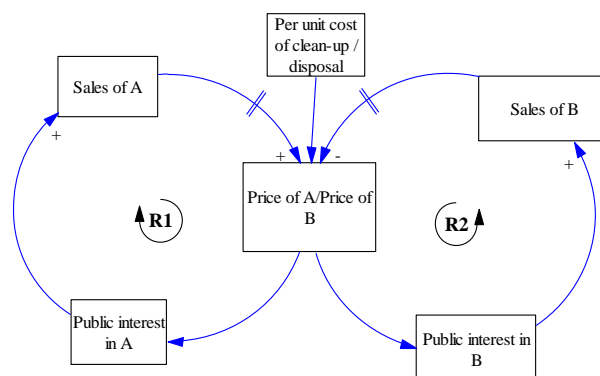 Per unit cost
of clean-up /
disposal
Sales of A
Sales of B
+
+
-
+
Price of A/Price of
B
R1
R2
Public interest
in A
Public interest in
B